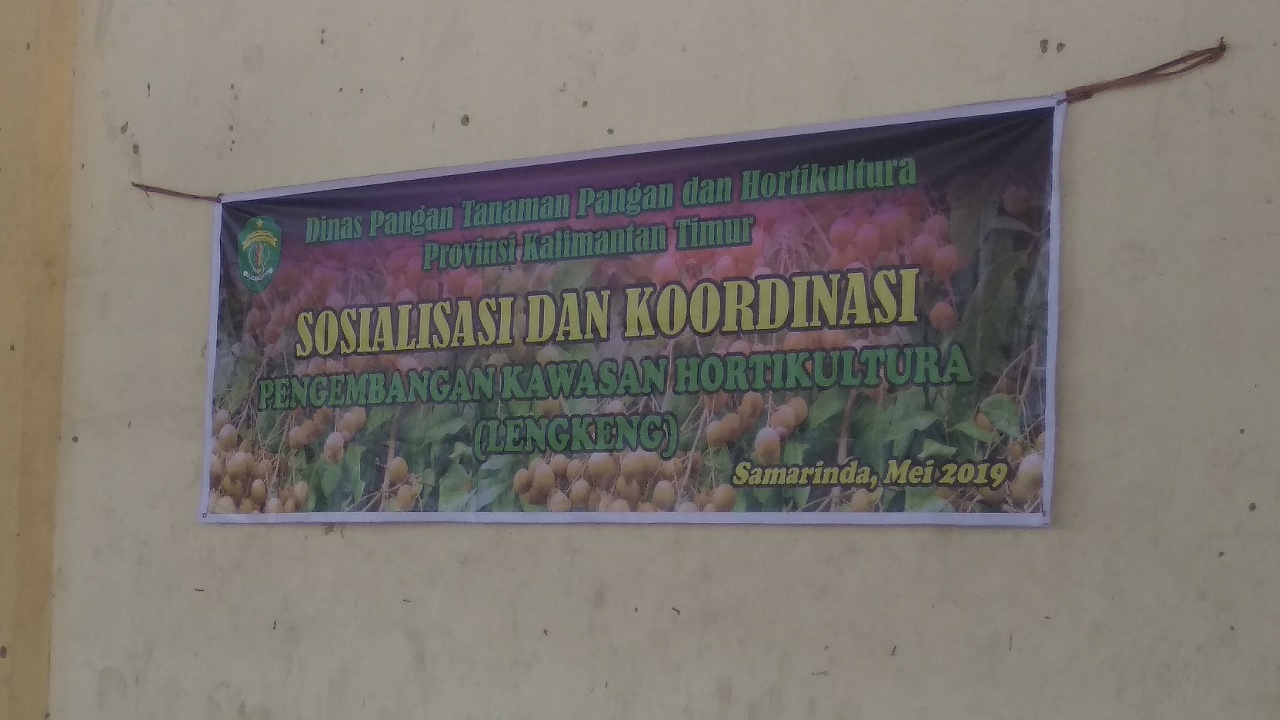 Dinas Pangan Tanaman Pangan dan Hortikultura
Provinsi Kalimantan Timur
SOSIALISASI DAN KOORDINASI
PENGEMBANGAN KAWASAN HORTIKULTURA
(LENGKENG)
Samarinda, Mei 2019